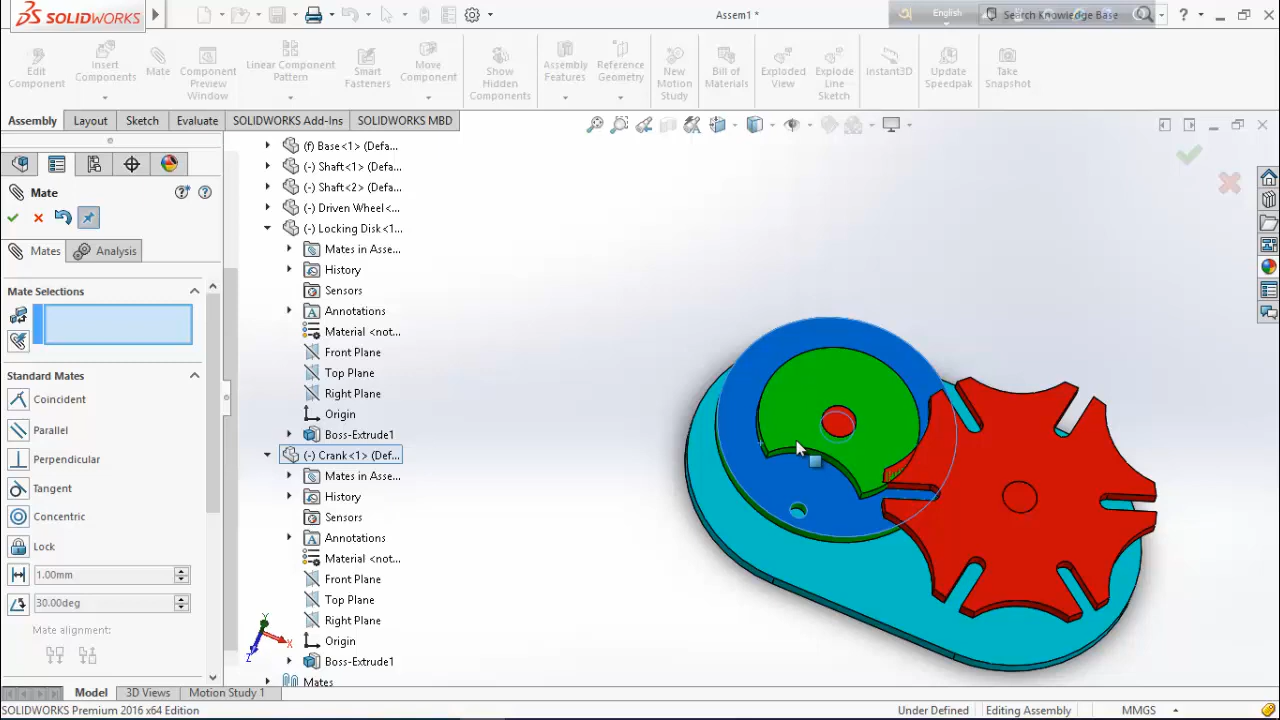 SOLIDWORKS
Assem1 *
English
Search Knowledge Base
?
Edit Component
Insert Components
Mate
Component Preview Window
Linear Component Pattern
Smart Fasteners
Move Component
Show Hidden Components
Assembly Features
Reference Geometry
New Motion Study
Bill of Materials
Exploded View
Explode Line Sketch
Instant3D
Update Speedpak
Take Snapshot
Assembly
Layout
Sketch
Evaluate
SOLIDWORKS Add-Ins
SOLIDWORKS MBD
Mate
Mates
Analysis
Mate Selections
Standard Mates
Coincident
Parallel
Perpendicular
Tangent
Concentric
Lock
1.00mm
30.00deg
Mate alignment:
(f) Base<1> (Defa...
(-) Shaft<1> (Defa...
(-) Shaft<2> (Defa...
(-) Driven Wheel<...
(-) Locking Disk<1...
Mates in Asse...
History
Sensors
Annotations
Material <not...
Front Plane
Top Plane
Right Plane
Origin
Boss-Extrude1
(-) Crank<1> (Def...
Mates in Asse...
History
Sensors
Annotations
Material <not...
Front Plane
Top Plane
Right Plane
Origin
Boss-Extrude1
Mates
Y
X
Z
Model
3D Views
Motion Study 1
SOLIDWORKS Premium 2016 x64 Edition
Under Defined
Editing Assembly
MMGS